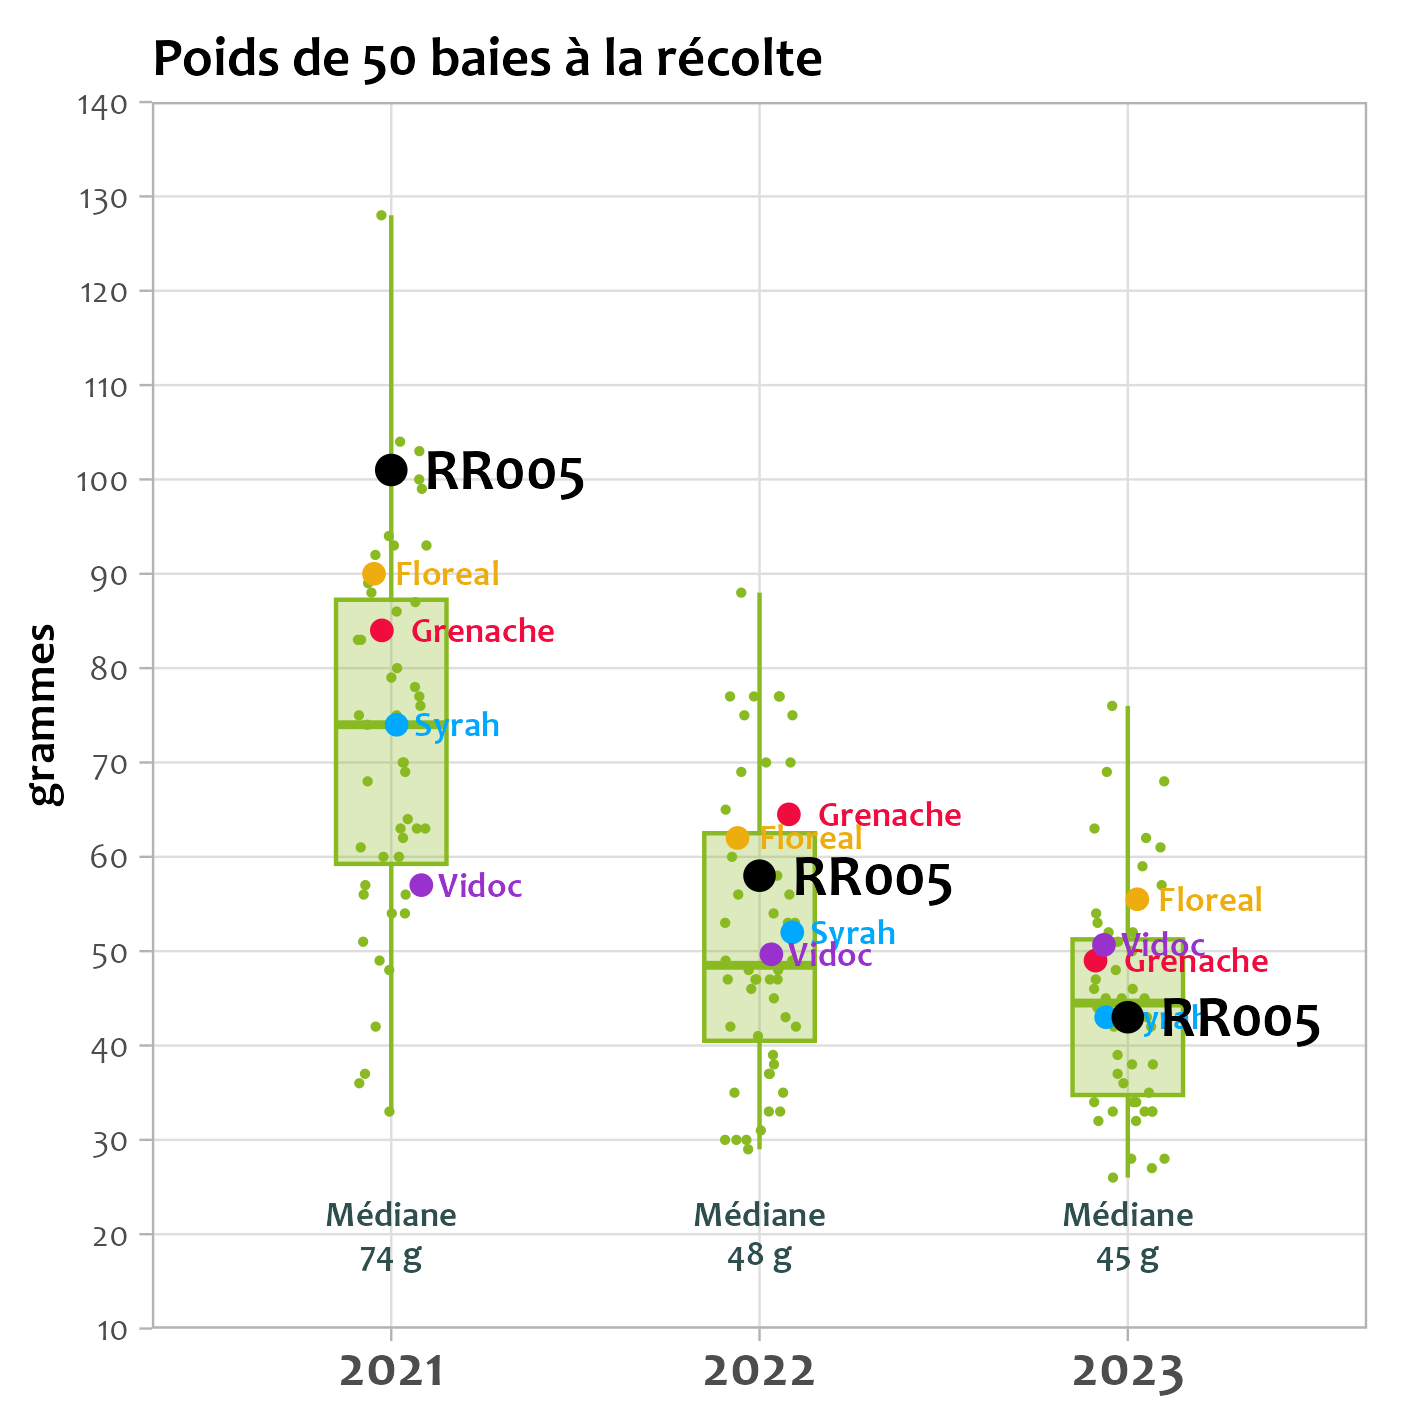 Poids de 50 baies à la récolte
grammes
140
130
120
110
100
90
80
70
60
50
40
30
20
10
RR005
Floreal
Grenache
Syrah
Vidoc
Médiane
74 g
Grenache
Floreal
RR005
Syrah
Vidoc
Médiane
48 g
Floreal
Vidoc
Grenache
Syrah
RR005
Médiane
45 g
2021
2022
2023